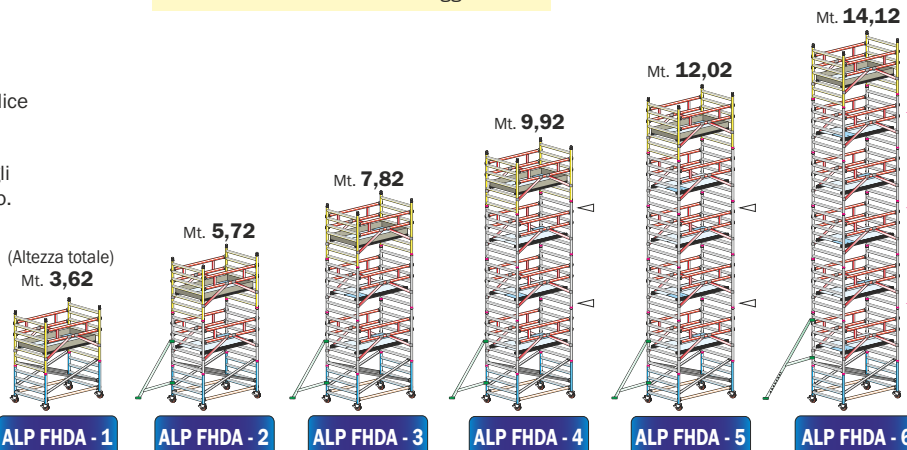 lice
gli
o.
(Altezza totale)
Mt. 3,62
Mt. 5,72
Mt. 7,82
Mt. 9,92
Mt. 12,02
Mt. 14,12
ALP FHDA - 1
ALP FHDA - 2
ALP FHDA - 3
ALP FHDA - 4
ALP FHDA - 5
ALP FHDA - 6